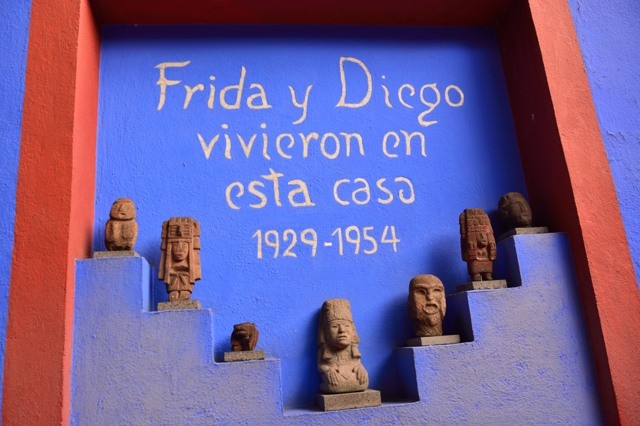 Frida y Diego
vivieron en
esta casa
1929-1954